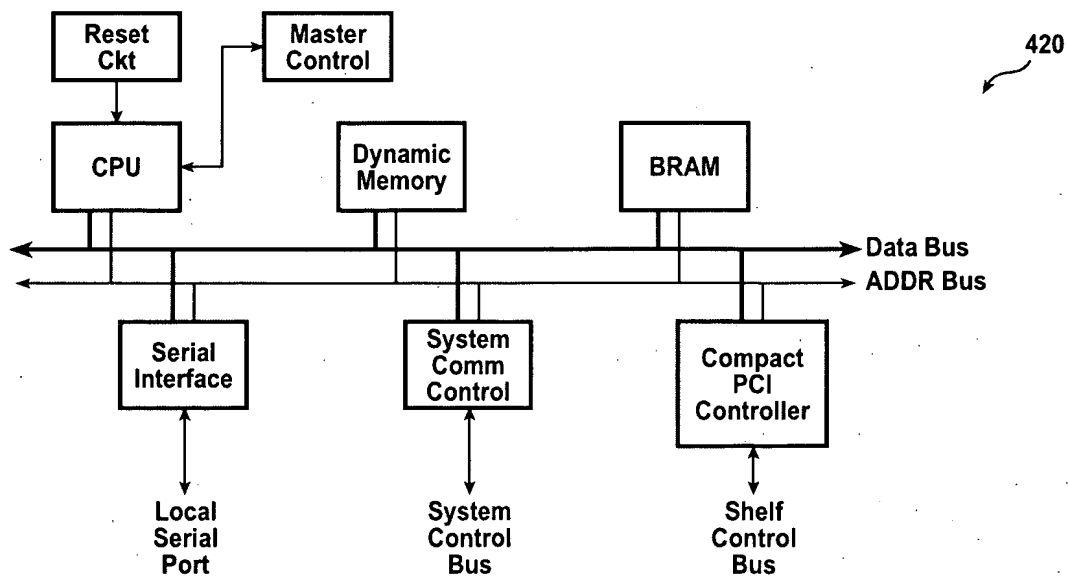 Reset
Ckt
Master
Control
420
CPU
Dynamic
Memory
BRAM
Data Bus
ADDR Bus
Serial
Interface
System
Comm
Control
Compact
PCI
Controller
Local
Serial
Port
System
Control
Bus
Shelf
Control
Bus